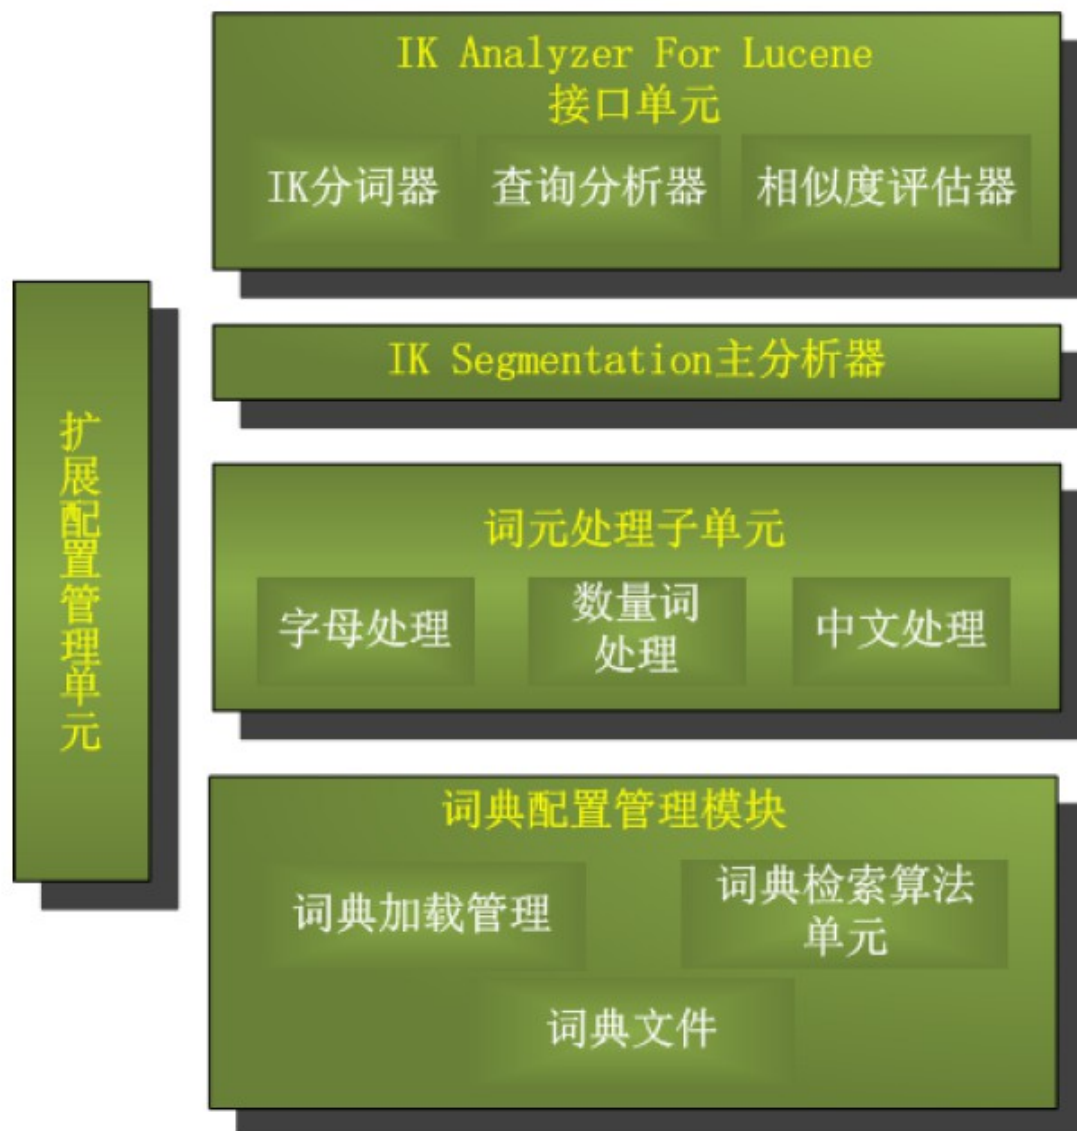 IK Analyzer For Lucene
接口单元
IK分词器
查询分析器
相似度评估器
扩展配置管理单元
IK Segmentation主分析器
词元处理子单元
字母处理
数量词
处理
中文处理
词典配置管理模块
词典加载管理
词典检索算法
单元
词典文件